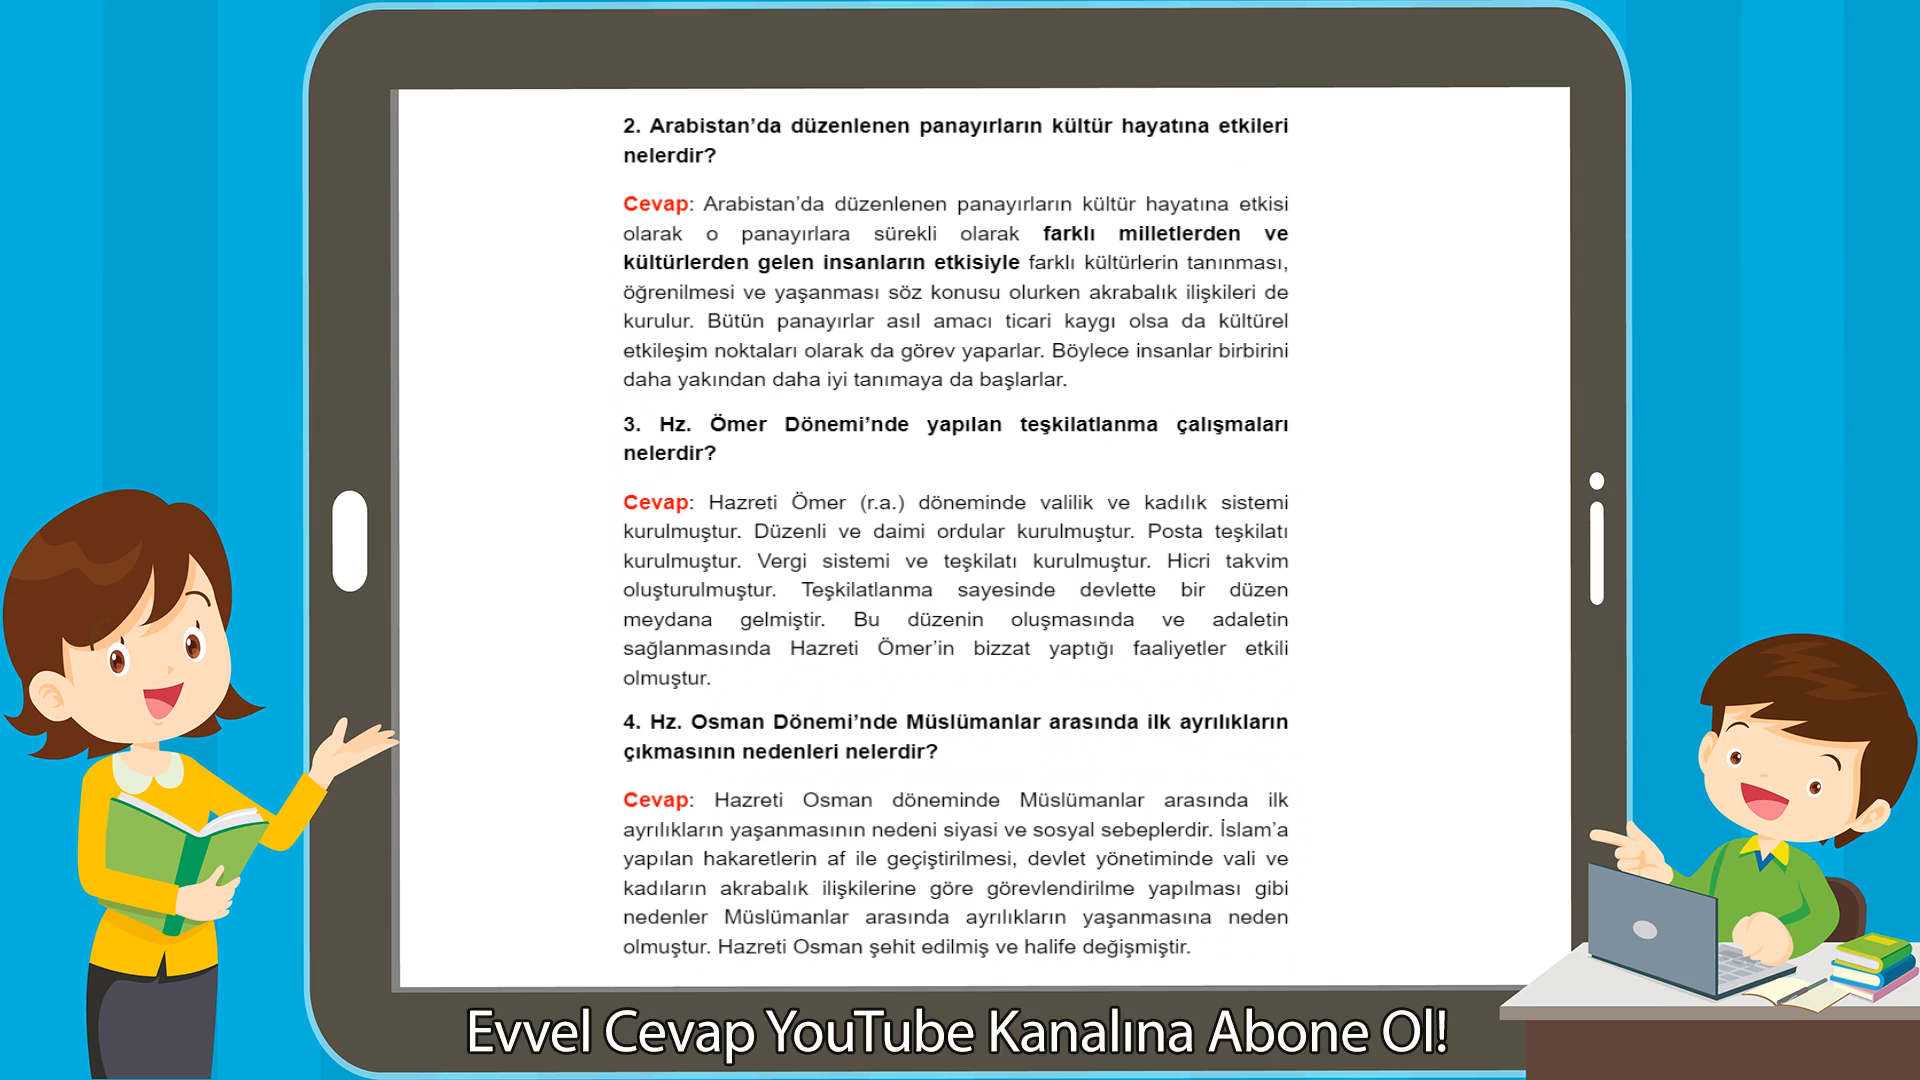 2. Arabistan’da düzenlenen panayırların kültür hayatına etkileri
nelerdir?
Cevap: Arabistan’da düzenlenen panayırların kültür hayatına etkisi
olarak o panayırlara sürekli olarak farklı milletlerden ve
kültürlerden gelen insanların etkisiyle farklı kültürlerin tanınması,
öğrenilmesi ve yaşanması söz konusu olurken akrabalık ilişkileri de
kurulur. Bütün panayırlar asıl amacı ticari kaygı olsa da kültürel
etkileşim noktaları olarak da görev yaparlar. Böylece insanlar birbirini
daha yakından daha iyi tanımaya da başlarlar.
3. Hz. Ömer Dönemi’nde yapılan teşkilatlanma çalışmaları
nelerdir?
Cevap: Hazreti Ömer (r.a.) döneminde valilik ve kadılık sistemi
kurulmuştur. Düzenli ve daimi ordular kurulmuştur. Posta teşkilatı
kurulmuştur. Vergi sistemi ve teşkilatı kurulmuştur. Hicri takvim
oluşturulmuştur. Teşkilatlanma sayesinde devlette bir düzen
meydana gelmiştir. Bu düzenin oluşmasında ve adaletin
sağlanmasında Hazreti Ömer’in bizzat yaptığı faaliyetler etkili
olmuştur.
4. Hz. Osman Dönemi’nde Müslümanlar arasında ilk ayrılıkların
çıkmasının nedenleri nelerdir?
Cevap: Hazreti Osman döneminde Müslümanlar arasında ilk
ayrılıkların yaşanmasının nedeni siyasi ve sosyal sebeplerdir. İslam’a
yapılan hakaretlerin af ile geçiştirilmesi, devlet yönetiminde vali ve
kadıların akrabalık ilişkilerine göre görevlendirilme yapılması gibi
nedenler Müslümanlar arasında ayrılıkların yaşanmasına neden
olmuştur. Hazreti Osman şehit edilmiş ve halife değişmiştir.
Evvel Cevap YouTube Kanalına Abone Ol!